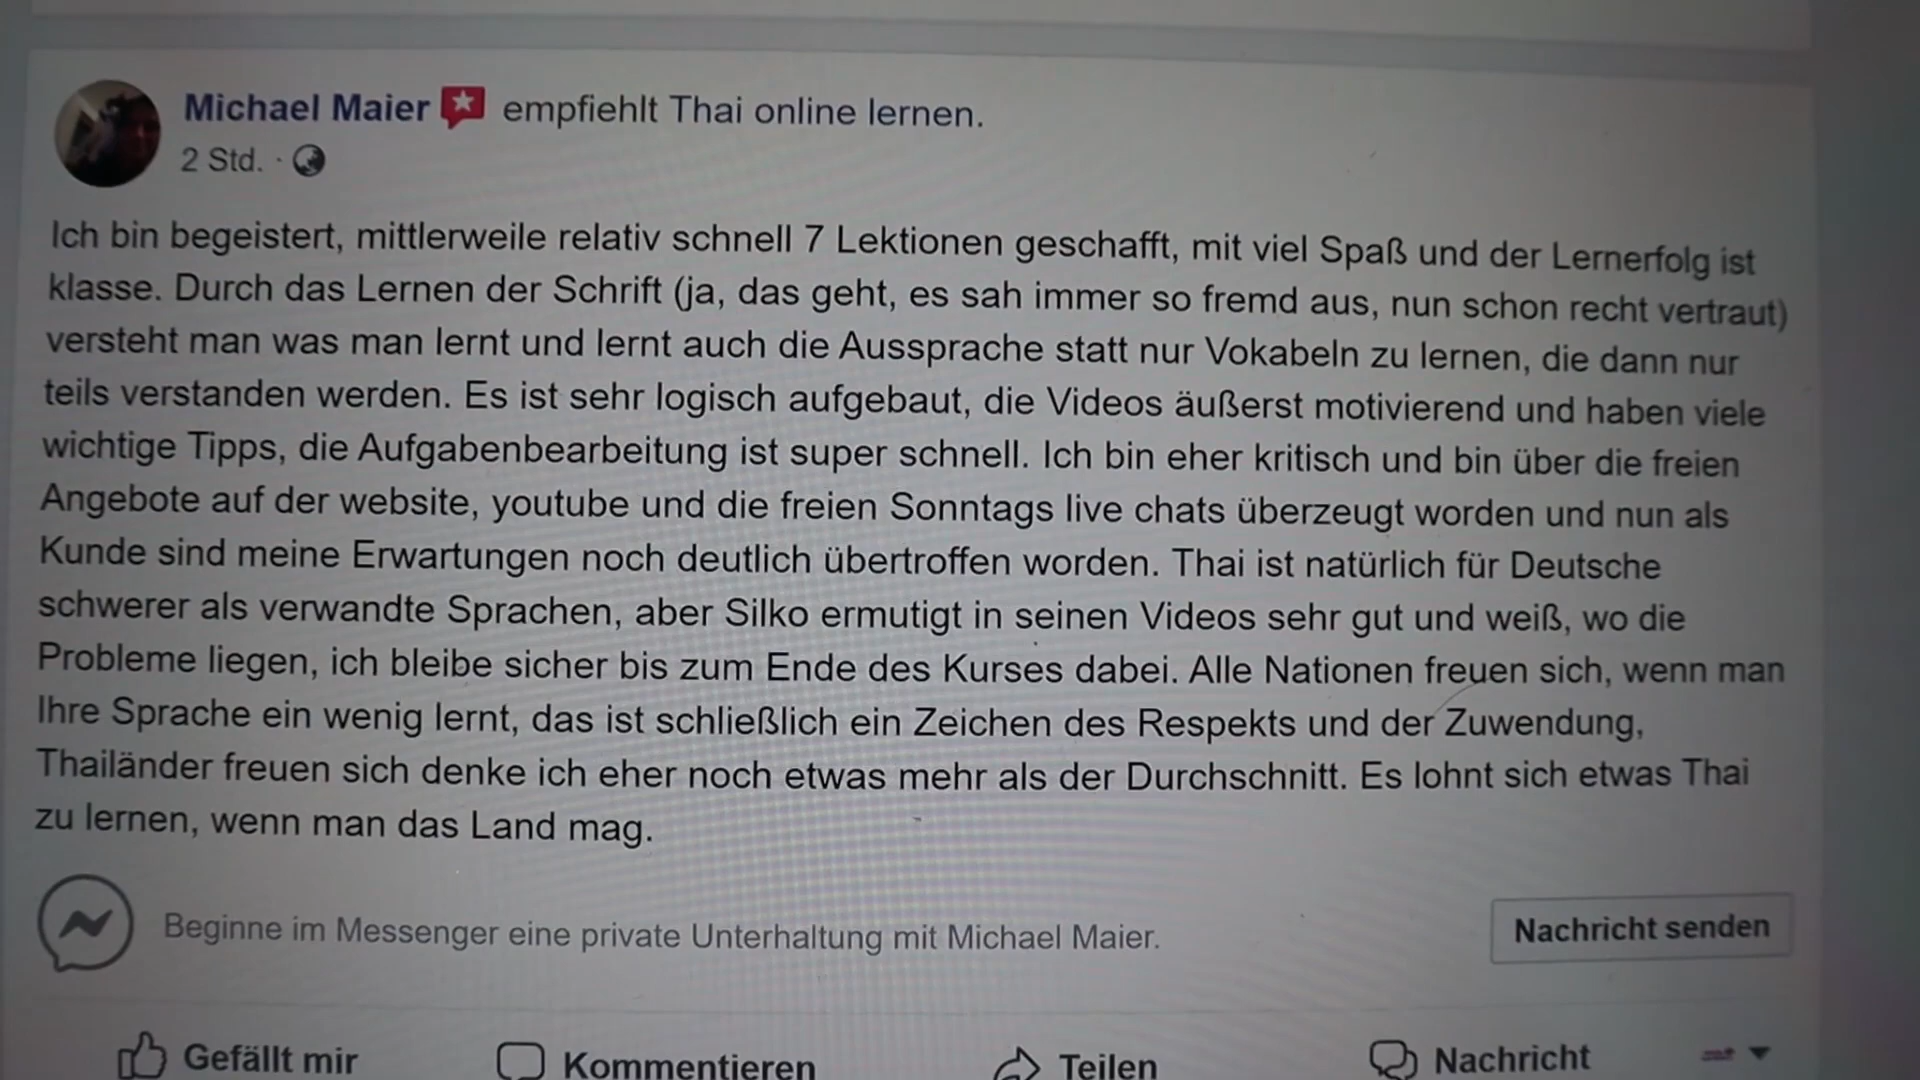 Michael Maier empfiehlt Thai online lernen.
2 Std. ·
Ich bin begeistert, mittlerweile relativ schnell 7 Lektionen geschafft, mit viel Spaß und der Lernerfolg ist
klasse. Durch das Lernen der Schrift (ja, das geht, es sah immer so fremd aus, nun schon recht vertraut)
versteht man was man lernt und lernt auch die Aussprache statt nur Vokabeln zu lernen, die dann nur
teils verstanden werden. Es ist sehr logisch aufgebaut, die Videos äußerst motivierend und haben viele
wichtige Tipps, die Aufgabenbearbeitung ist super schnell. Ich bin eher kritisch und bin über die freien
Angebote auf der website, youtube und die freien Sonntags live chats überzeugt worden und nun als
Kunde sind meine Erwartungen noch deutlich übertroffen worden. Thai ist natürlich für Deutsche
schwerer als verwandte Sprachen, aber Silko ermutigt in seinen Videos sehr gut und weiß, wo die
Probleme liegen, ich bleibe sicher bis zum Ende des Kurses dabei. Alle Nationen freuen sich, wenn man
Ihre Sprache ein wenig lernt, das ist schließlich ein Zeichen des Respekts und der Zuwendung,
Thailänder freuen sich denke ich eher noch etwas mehr als der Durchschnitt. Es lohnt sich etwas Thai
zu lernen, wenn man das Land mag.
Beginne im Messenger eine private Unterhaltung mit Michael Maier.
Nachricht senden
Gefällt mir
Kommentieren
Teilen
Nachricht